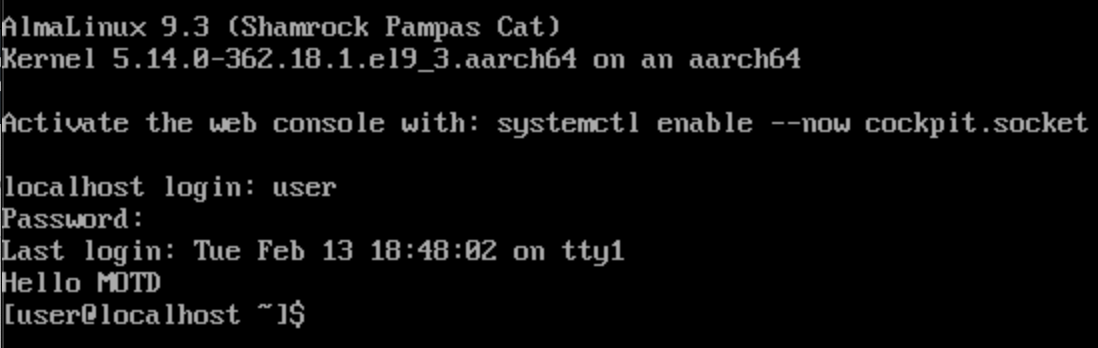 AlmaLinux 9.3 (Shamrock Pampas Cat)
Kernel 5.14.0-362.18.1.el9_3.aarch64 on an aarch64
Activate the web console with: systemctl enable --now cockpit.socket
localhost login: user
Password:
Last login: Tue Feb 13 18:48:02 on tty1
Hello MOTD
[user@localhost ~]$